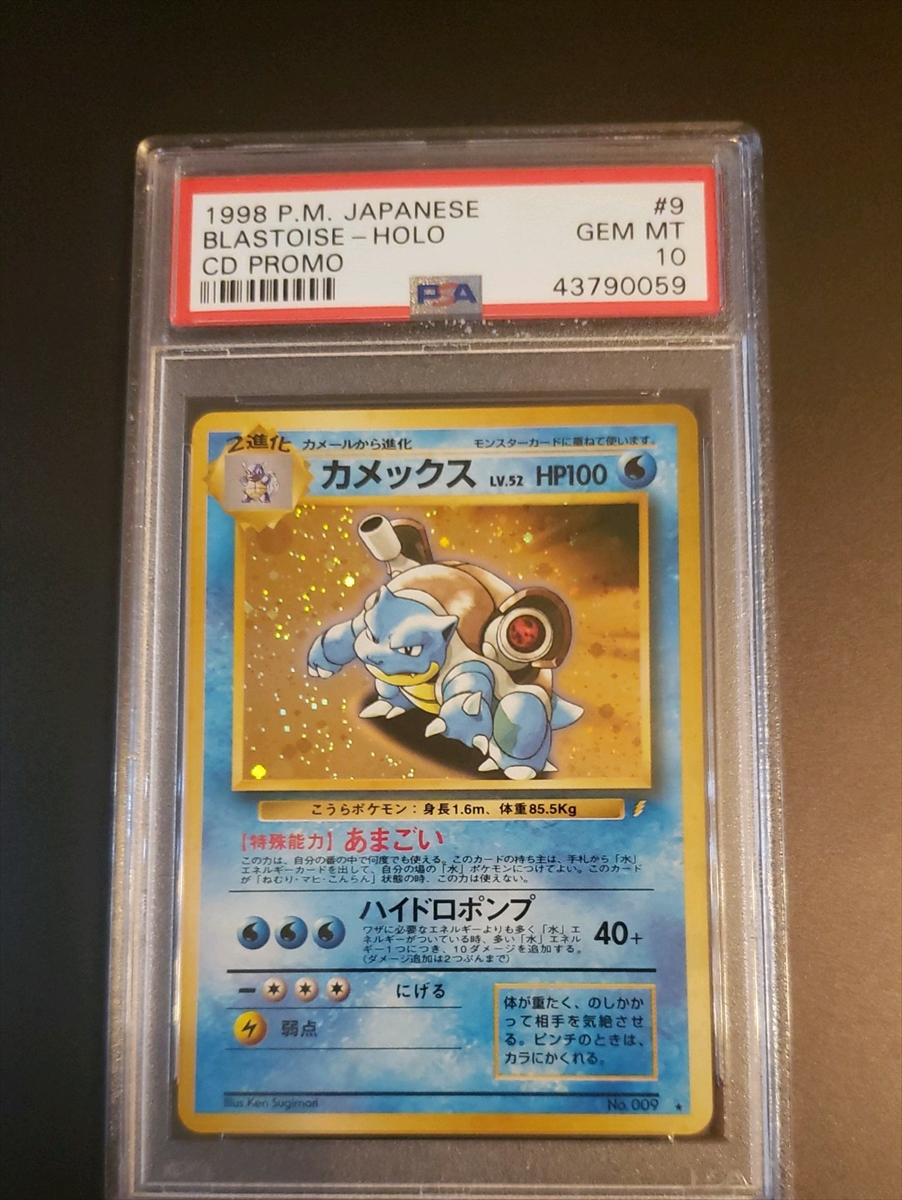 1998 P.M. JAPANESE #9
BLASTOISE-HOLO GEM MT
CD PROMO 10
PSA 43790059
2進化 カメールから進化 モンスターカードに重ねて使います。
カメックス LV.52 HP100
こうらポケモン：身長1.6m、体重85.5Kg
【特殊能力】あまごい
この力は、自分の番の中で何度でも使える。このカードの持ち主は、手札から「水」
エネルギーカードを出して、自分の場の「水」ポケモンにつけてよい。このカード
が「ねむり・マヒ・こんらん」状態の時、この力は使えない。
ハイドロポンプ
ワザに必要なエネルギーよりも多く「水」エ
ネルギーがついている時、多い「水」エネル
ギー1つにつき、10ダメージを追加する。
（ダメージ追加は2つぶんまで）
40+
ー にげる
弱点
体が重たく、のしかか
って相手を気絶させ
る。ピンチのときは、
カラにかくれる。
Illus. Ken Sugimori No. 009 ★